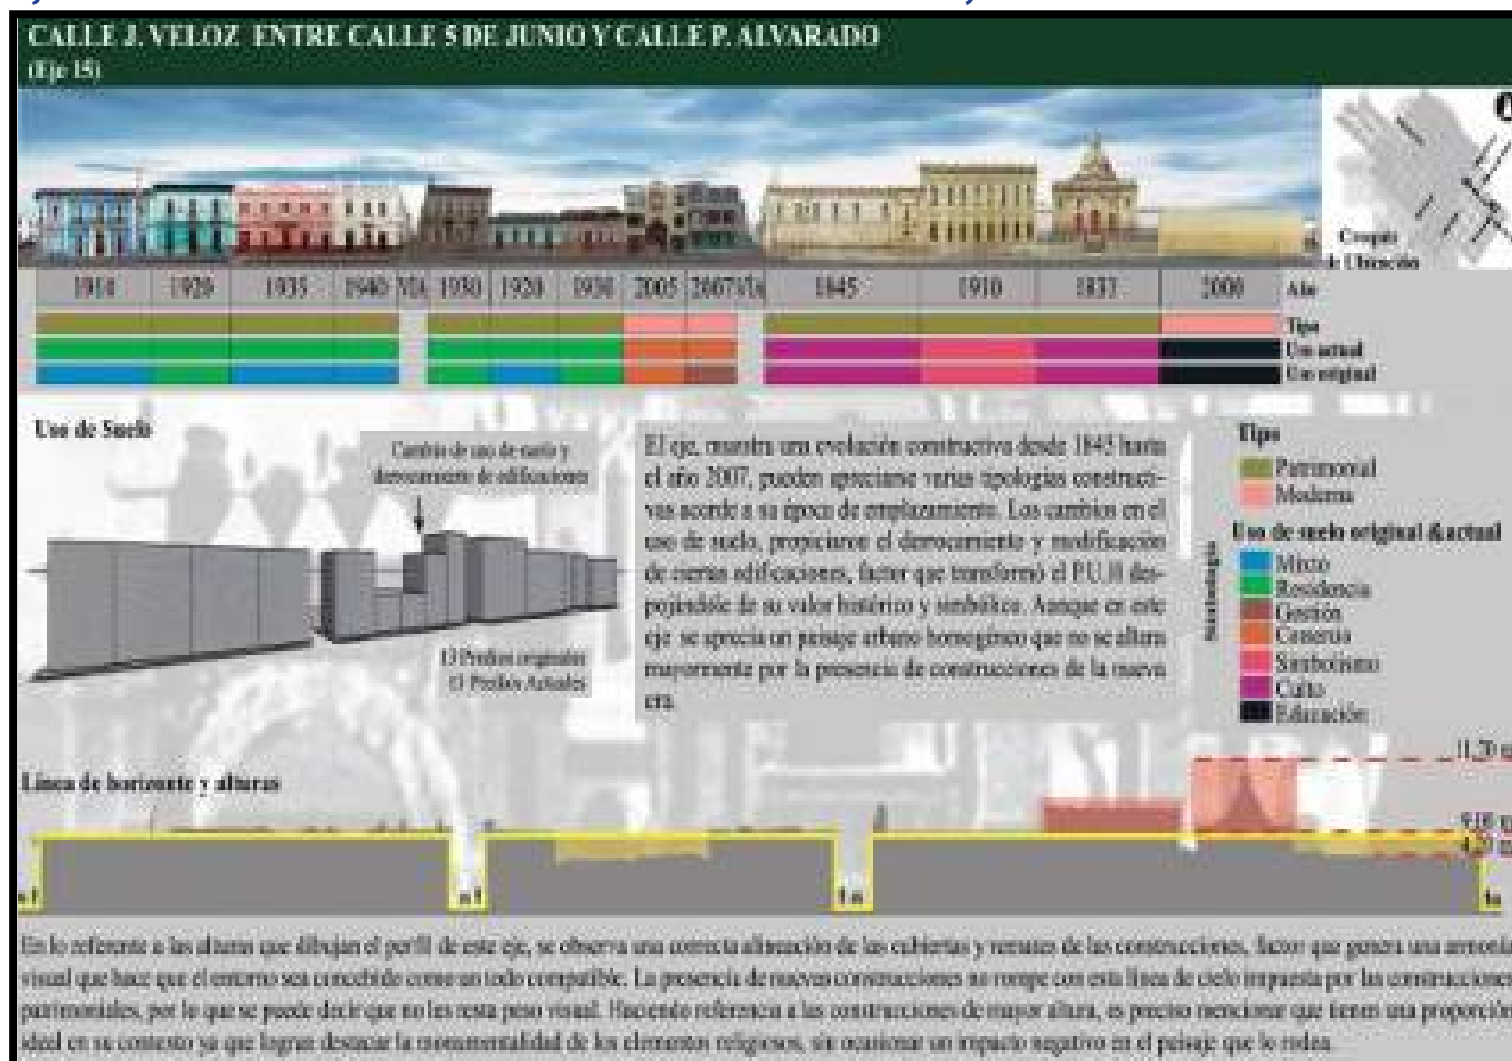 CALLE J. VELOZ ENTRE CALLE 5 DE JUNIO Y CALLE P. ALVARADO
(Eje 15)
Croquis
de Ubicación
1920 1935 1940 VÍA 1920 1930 2005 2007 VÍA 1845 1910 2000 Año
Tipo
Uso actual
Uso original
Uso de Suelo
Cambio de uso de suelo y
derrocamiento de edificaciones
13 Predios originales
13 Predios Actuales
El eje, muestra una evolución constructiva desde 1845 hasta
el año 2007, pueden apreciarse varias tipologías constructi-
vas acorde a su época de emplazamiento. Los cambios en el
uso de suelo, propiciaron el derrocamiento y modificación
de ciertas edificaciones, factor que transformó el P.U.H des-
pojándole de su valor histórico y simbólico. Aunque en este
eje se aprecia un paisaje urbano homogéneo que no se altera
mayormente por la presencia de construcciones de la nueva
era.
Simbología
Tipo
Patrimonial
Moderna
Uso de suelo original & actual
Mixto
Residencia
Gestión
Comercio
Simbolismo
Culto
Educación
Línea de horizonte y alturas
En lo referente a las alturas que dibujan el perfil de este eje, se observa una correcta alineación de las cubiertas y remates de las construcciones, factor que genera una armonía
visual que hace que el entorno sea concebido como un todo compatible. La presencia de nuevas construcciones no rompe con esta línea de cielo impuesta por las construcciones
patrimoniales, por lo que se puede decir que no les resta peso visual. Haciendo referencia a las construcciones de mayor altura, es preciso mencionar que tienen una proporción
ideal en su contexto ya que logran destacar la monumentalidad de los elementos religiosos, sin ocasionar un impacto negativo en el paisaje que lo rodea.